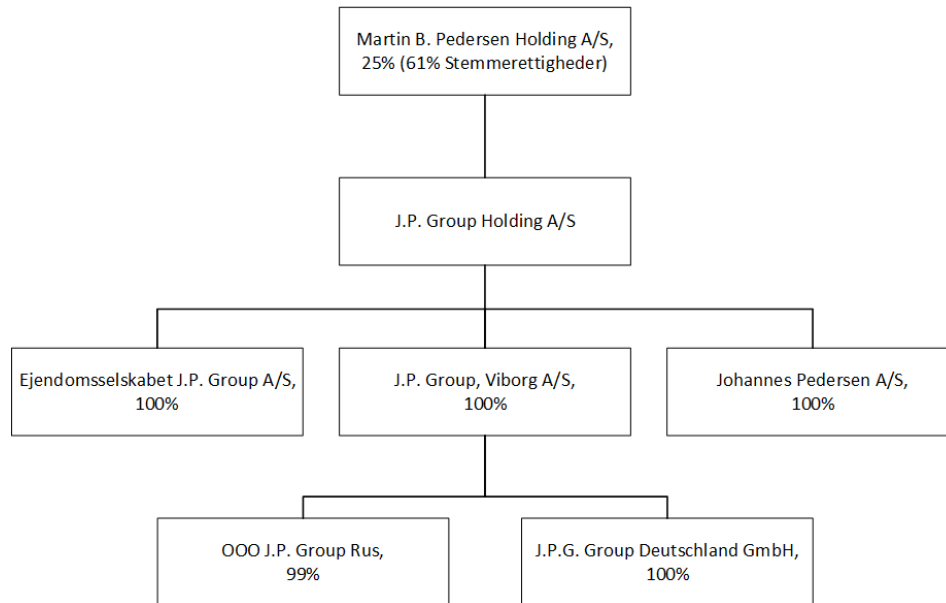 Martin B. Pedersen Holding A/S,
25% (61% Stemmerettigheder)
J.P. Group Holding A/S
Ejendomsselskabet J.P. Group A/S,
100%
J.P. Group, Viborg A/S,
100%
Johannes Pedersen A/S,
100%
OOO J.P. Group Rus,
99%
J.P.G. Group Deutschland GmbH,
100%